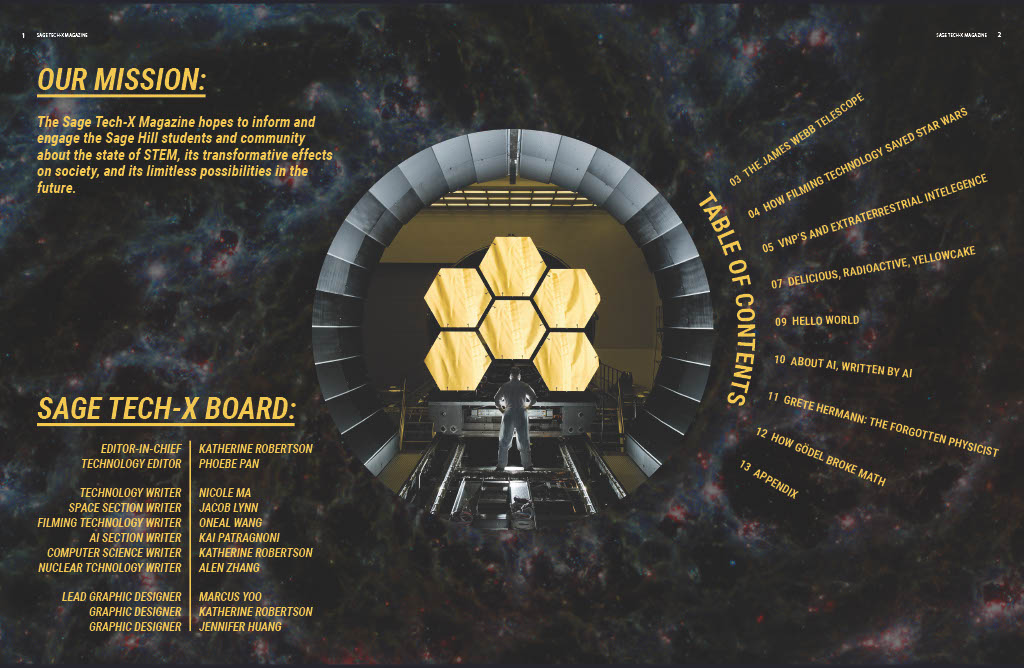 1 SAGE TECH-X MAGAZINE
SAGE TECH-X MAGAZINE 2
OUR MISSION:
The Sage Tech-X Magazine hopes to inform and
engage the Sage Hill students and community
about the state of STEM, its transformative effects
on society, and its limitless possibilities in the
future.
SAGE TECH-X BOARD:
EDITOR-IN-CHIEF KATHERINE ROBERTSON
TECHNOLOGY EDITOR PHOEBE PAN
TECHNOLOGY WRITER NICOLE MA
SPACE SECTION WRITER JACOB LYNN
FILMING TECHNOLOGY WRITER ONEAL WANG
AI SECTION WRITER KAI PATRAGNONI
COMPUTER SCIENCE WRITER KATHERINE ROBERTSON
NUCLEAR TCHNOLOGY WRITER ALEN ZHANG
LEAD GRAPHIC DESIGNER MARCUS YOO
GRAPHIC DESIGNER KATHERINE ROBERTSON
GRAPHIC DESIGNER JENNIFER HUANG
TABLE OF CONTENTS
03 THE JAMES WEBB TELESCOPE
04 HOW FILMING TECHNOLOGY SAVED STAR WARS
05 VNP'S AND EXTRATERRESTRIAL INTELEGENCE
07 DELICIOUS, RADIOACTIVE, YELLOWCAKE
09 HELLO WORLD
10 ABOUT AI, WRITTEN BY AI
11 GRETE HERMANN: THE FORGOTTEN PHYSICIST
12 HOW GÖDEL BROKE MATH
13 APPENDIX